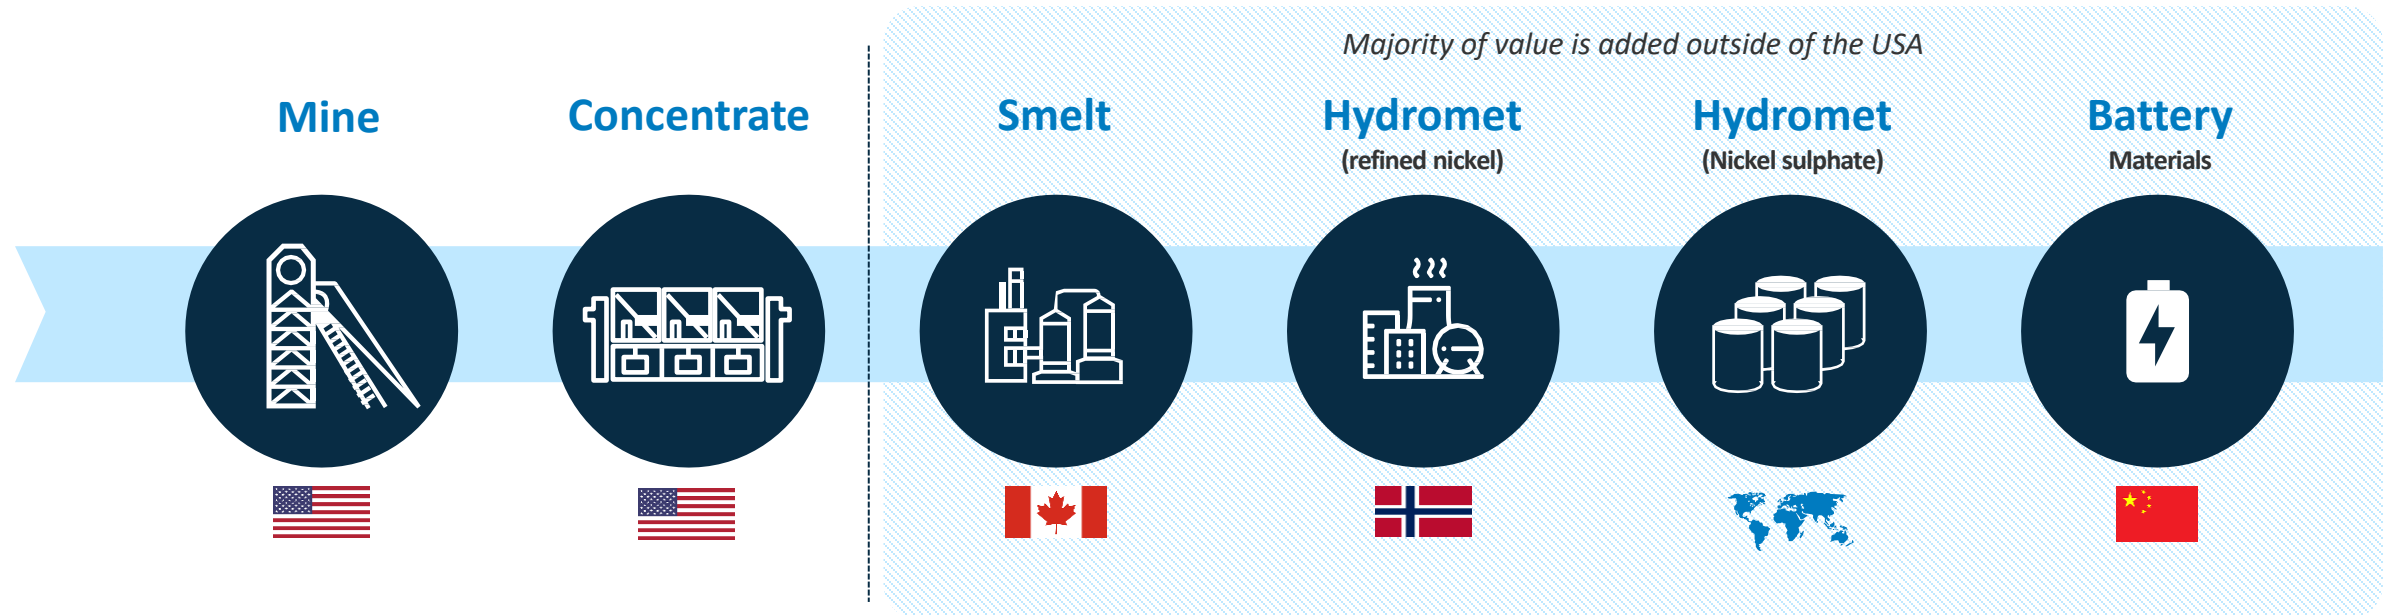 Majority of value is added outside of the USA
Mine
Concentrate
Smelt
Hydromet
(refined nickel)
Hydromet
(Nickel sulphate)
Battery
Materials